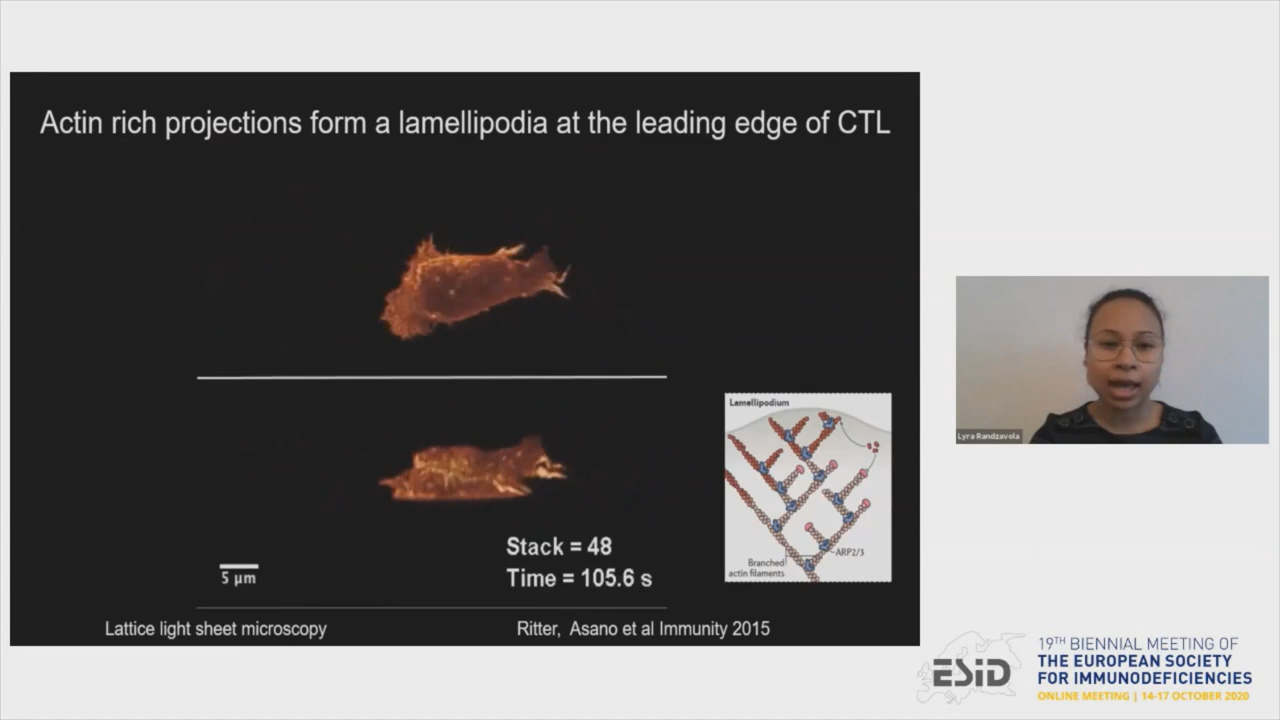 Actin rich projections form a lamellipodia at the leading edge of CTL
Lamellipodium
ARP2/3
Branched
actin filaments
Stack = 48
Time = 105.6 s
5 µm
Lattice light sheet microscopy
Ritter, Asano et al Immunity 2015
Lyra Randzavola
ESiD
19TH BIENNIAL MEETING OF
THE EUROPEAN SOCIETY
FOR IMMUNODEFICIENCIES
ONLINE MEETING | 14-17 OCTOBER 2020